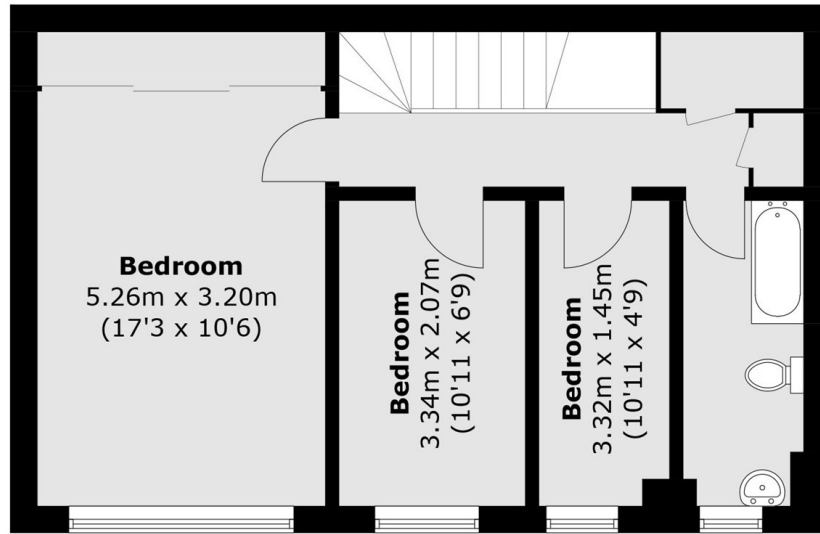 Bedroom
5.26m x 3.20m
(17'3 x 10'6)
Bedroom
3.34m x 2.07m
(10'11 x 6'9)
Bedroom
3.32m x 1.45m
(10'11 x 4'9)